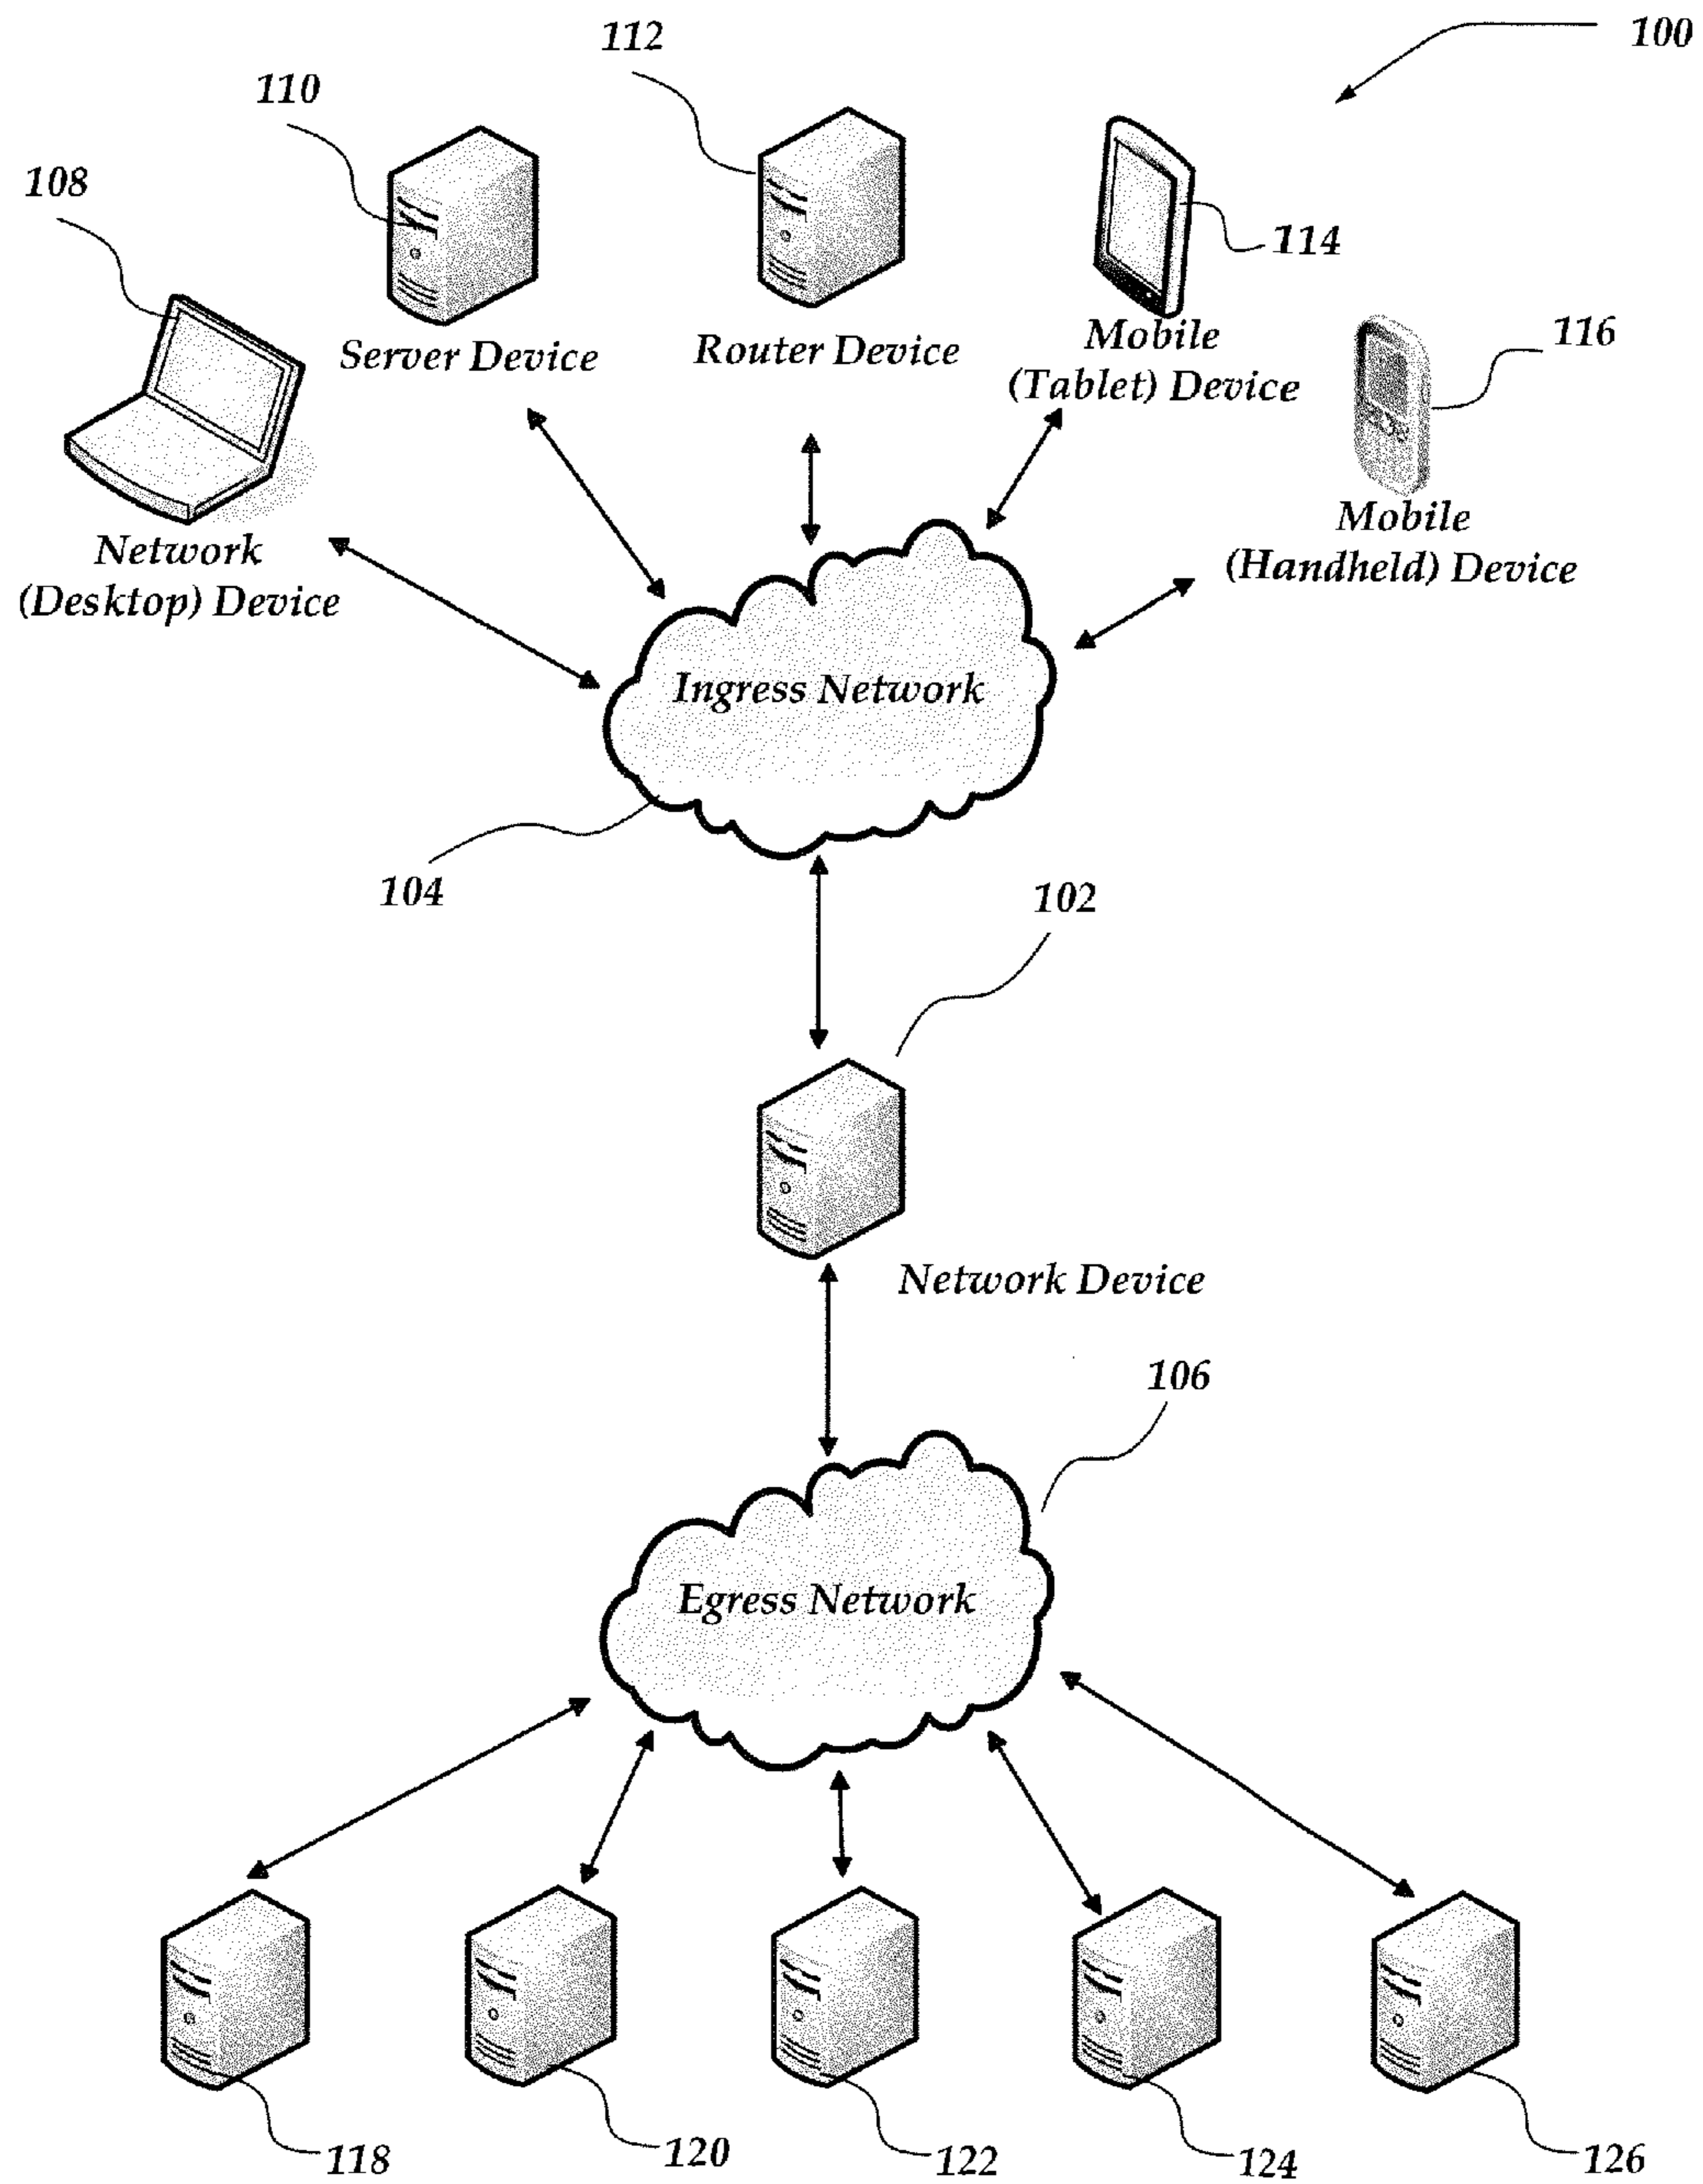 100
112
110
108
114
116
Server Device
Router Device
Mobile
(Tablet) Device
Mobile
(Handheld) Device
Network
(Desktop) Device
Ingress Network
104
102
Network Device
106
Egress Network
118
120
122
124
126